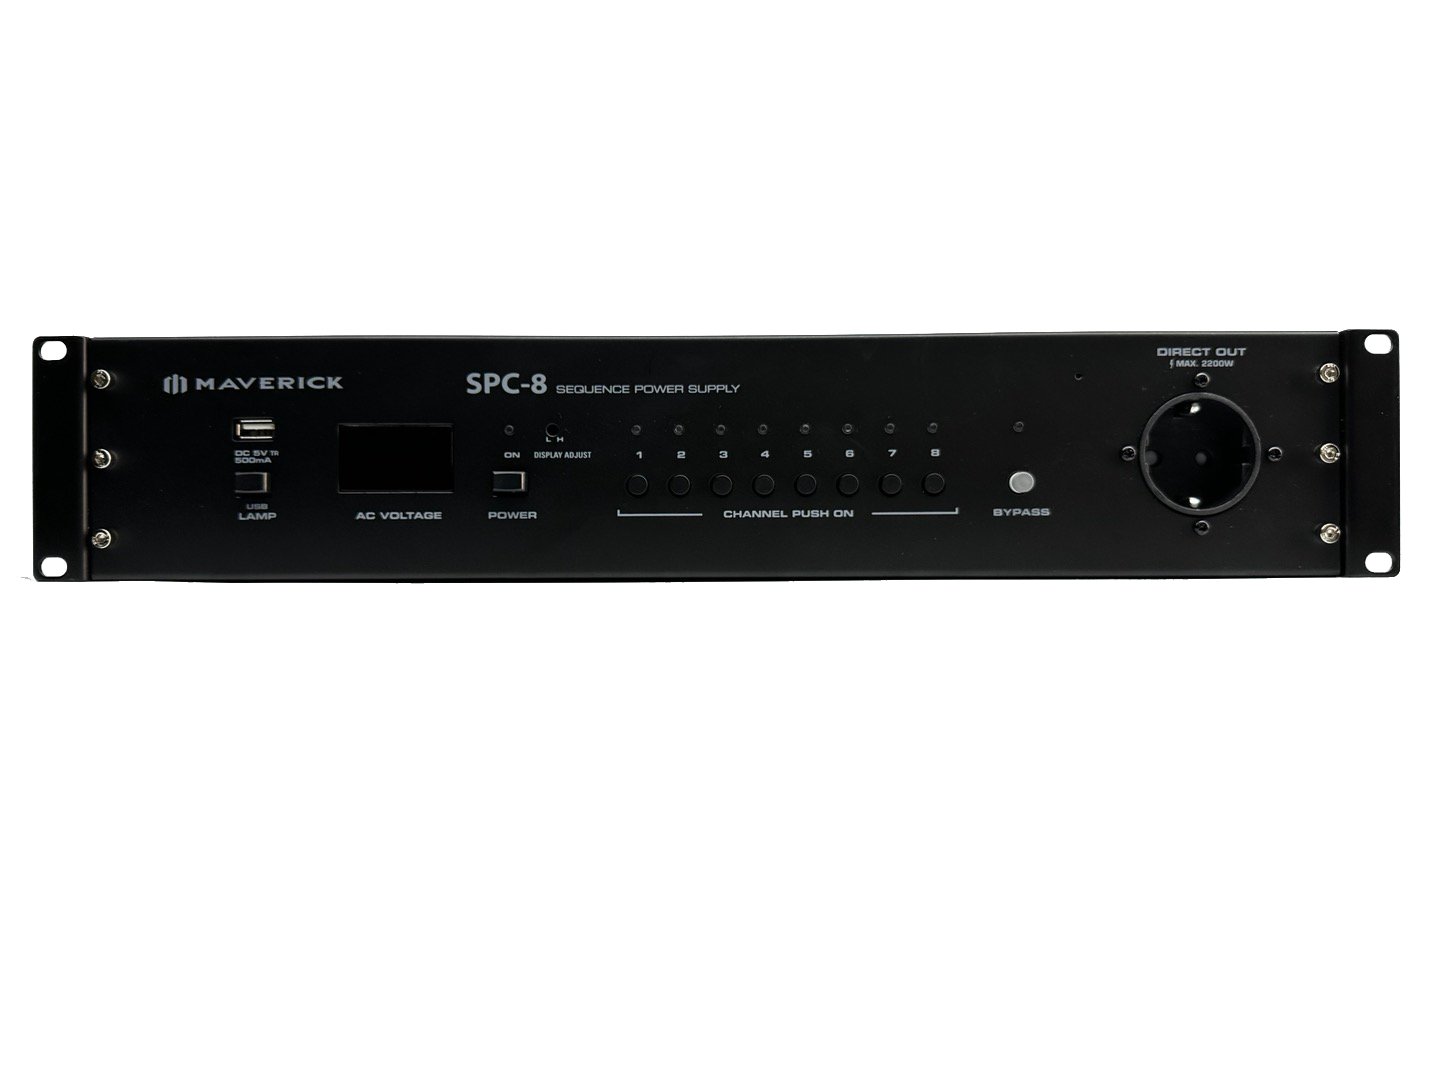 MAVERICK
SPC-8 SEQUENCE POWER SUPPLY
DIRECT OUT
MAX. 2200W
DC 5V TR
500mA
USB
LAMP
AC VOLTAGE
ON
L H
DISPLAY ADJUST
POWER
1 2 3 4 5 6 7 8
CHANNEL PUSH ON
BYPASS